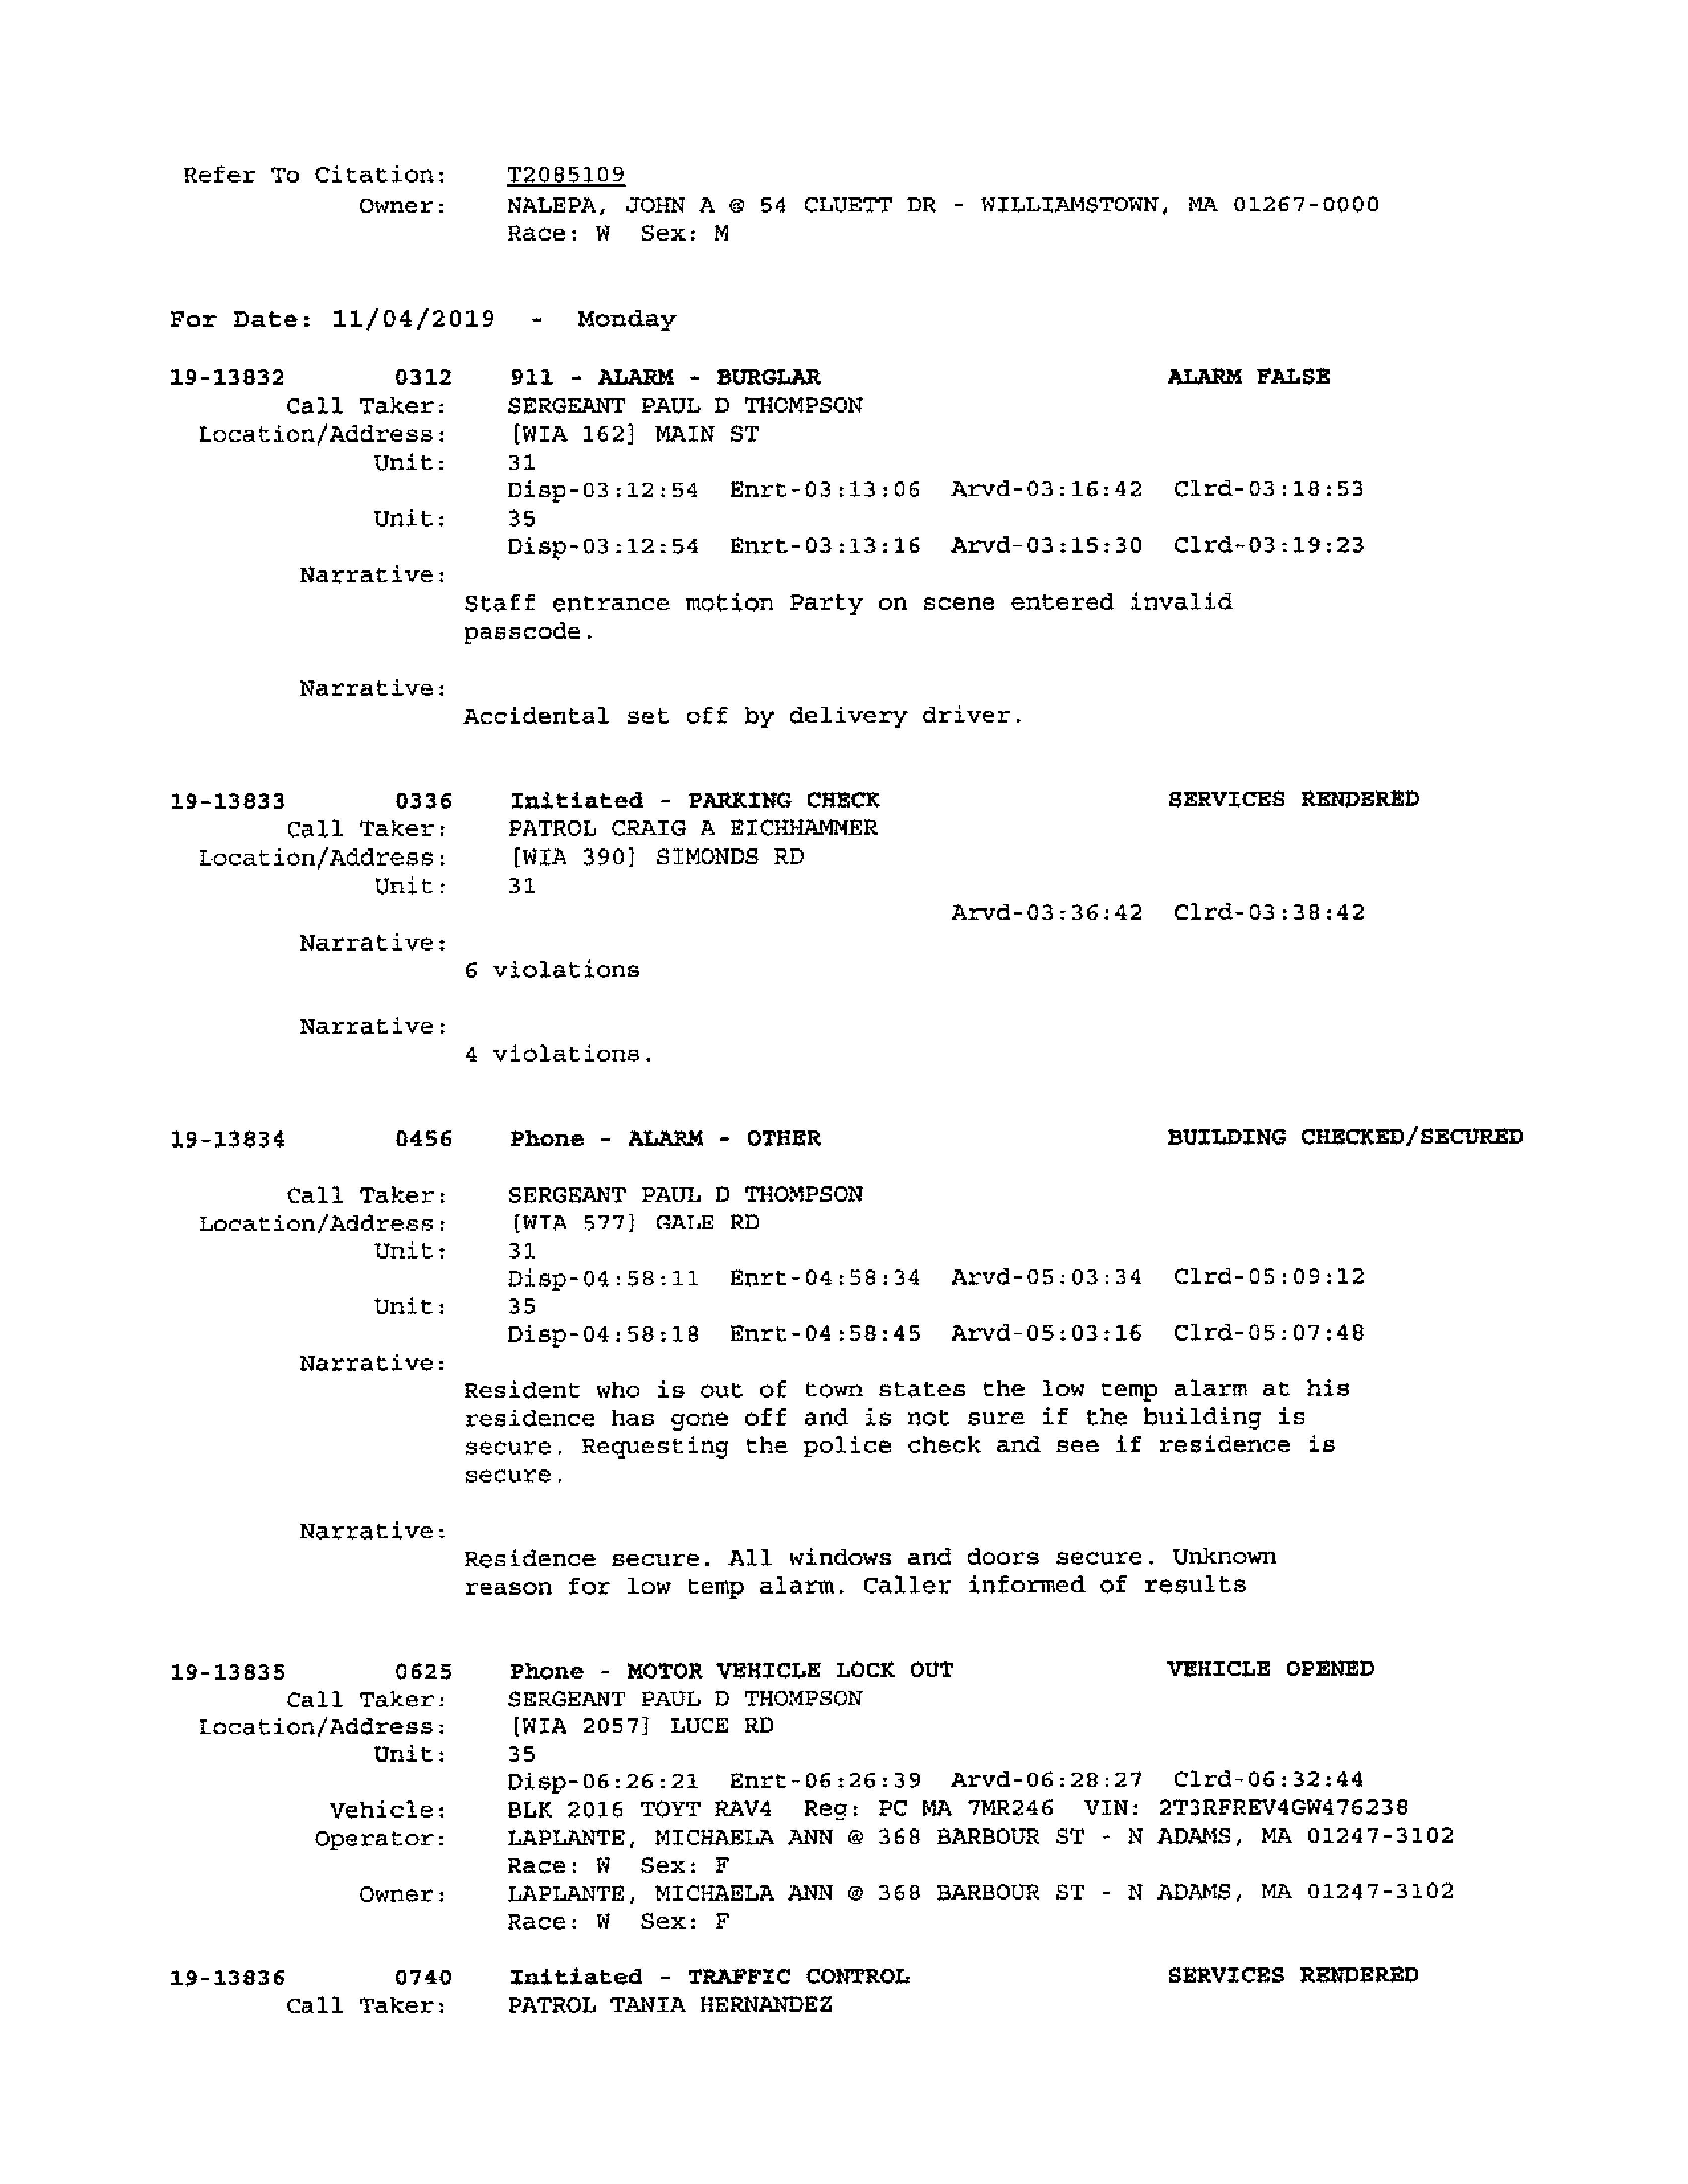 Refer To Citation: T2085109
Owner: NALEPA, JOHN A @ 54 CLUETT DR - WILLIAMSTOWN, MA 01267-0000
Race: W Sex: M
For Date: 11/04/2019 - Monday
19-13832 0312 911 - ALARM - BURGLAR ALARM FALSE
Call Taker: SERGEANT PAUL D THOMPSON
Location/Address: [WIA 162] MAIN ST
Unit: 31
Disp-03:12:54 Enrt-03:13:06 Arvd-03:16:42 Clrd-03:18:53
Unit: 35
Disp-03:12:54 Enrt-03:13:16 Arvd-03:15:30 Clrd-03:19:23
Narrative:
Staff entrance motion Party on scene entered invalid
passcode.
Narrative:
Accidental set off by delivery driver.
19-13833 0336 Initiated - PARKING CHECK SERVICES RENDERED
Call Taker: PATROL CRAIG A EICHHAMMER
Location/Address: [WIA 390] SIMONDS RD
Unit: 31
Arvd-03:36:42 Clrd-03:38:42
Narrative:
6 violations
Narrative:
4 violations.
19-13834 0456 Phone - ALARM - OTHER BUILDING CHECKED/SECURED
Call Taker: SERGEANT PAUL D THOMPSON
Location/Address: [WIA 577] GALE RD
Unit: 31
Disp-04:58:11 Enrt-04:58:34 Arvd-05:03:34 Clrd-05:09:12
Unit: 35
Disp-04:58:18 Enrt-04:58:45 Arvd-05:03:16 Clrd-05:07:48
Narrative:
Resident who is out of town states the low temp alarm at his
residence has gone off and is not sure if the building is
secure. Requesting the police check and see if residence is
secure.
Narrative:
Residence secure. All windows and doors secure. Unknown
reason for low temp alarm. Caller informed of results
19-13835 0625 Phone - MOTOR VEHICLE LOCK OUT VEHICLE OPENED
Call Taker: SERGEANT PAUL D THOMPSON
Location/Address: [WIA 2057] LUCE RD
Unit: 35
Disp-06:26:21 Enrt-06:26:39 Arvd-06:28:27 Clrd-06:32:44
Vehicle: BLK 2016 TOYT RAV4 Reg: PC MA 7MR246 VIN: 2T3RFREV4GW476238
Operator: LAPLANTE, MICHAELA ANN @ 368 BARBOUR ST - N ADAMS, MA 01247-3102
Race: W Sex: F
Owner: LAPLANTE, MICHAELA ANN @ 368 BARBOUR ST - N ADAMS, MA 01247-3102
Race: W Sex: F
19-13836 0740 Initiated - TRAFFIC CONTROL SERVICES RENDERED
Call Taker: PATROL TANIA HERNANDEZ